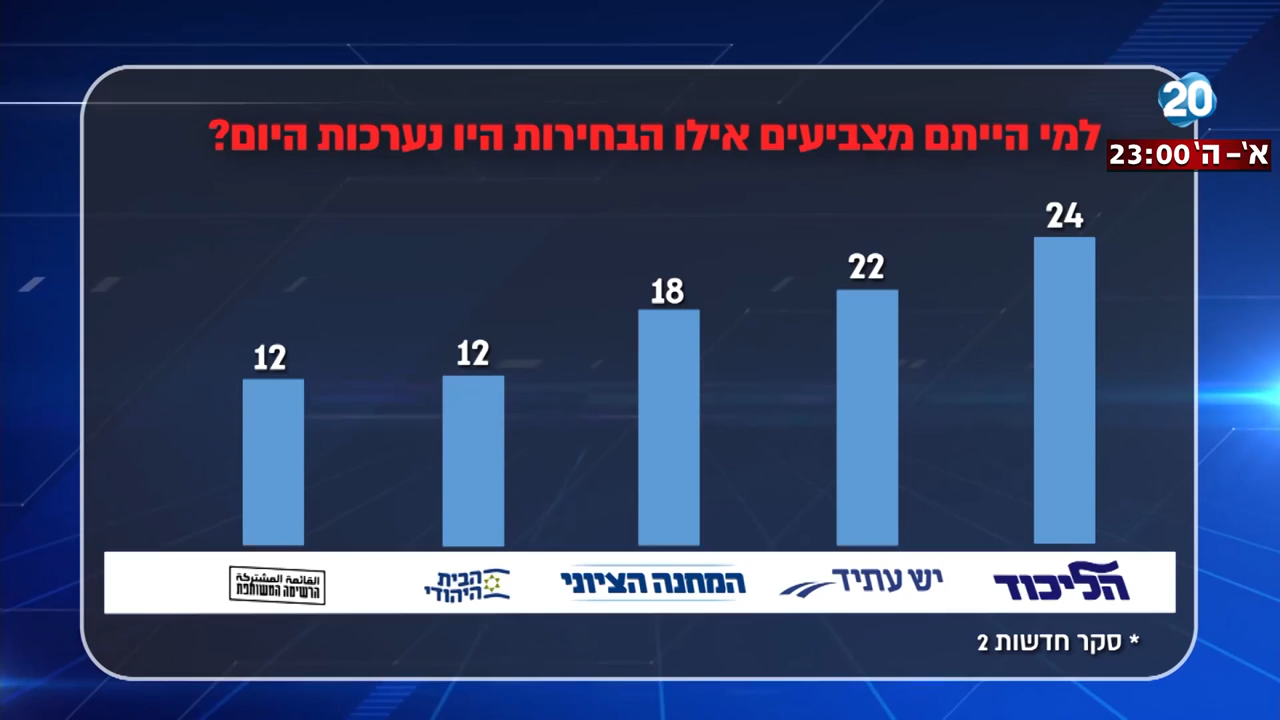 20
א'-ה' 23:00
למי הייתם מצביעים אילו הבחירות היו נערכות היום?
24
22
18
12
12
הליכוד
יש עתיד
המחנה הציוני
הבית
היהודי
القائمة المشتركة
הרשימה המשותפת
* סקר חדשות 2